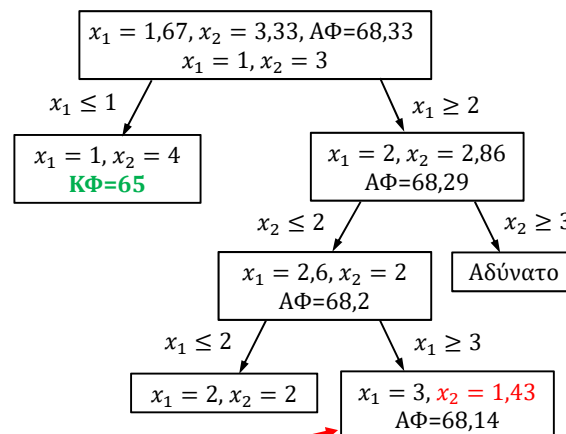 x₁ = 1,67, x₂ = 3,33, ΑΦ=68,33
x₁ = 1, x₂ = 3
x₁ ≤ 1
x₁ ≥ 2
x₁ = 1, x₂ = 4
ΚΦ=65
x₁ = 2, x₂ = 2,86
ΑΦ=68,29
x₂ ≤ 2
x₂ ≥ 3
x₁ = 2,6, x₂ = 2
ΑΦ=68,2
Αδύνατο
x₁ ≤ 2
x₁ ≥ 3
x₁ = 2, x₂ = 2
x₁ = 3, x₂ = 1,43
ΑΦ=68,14